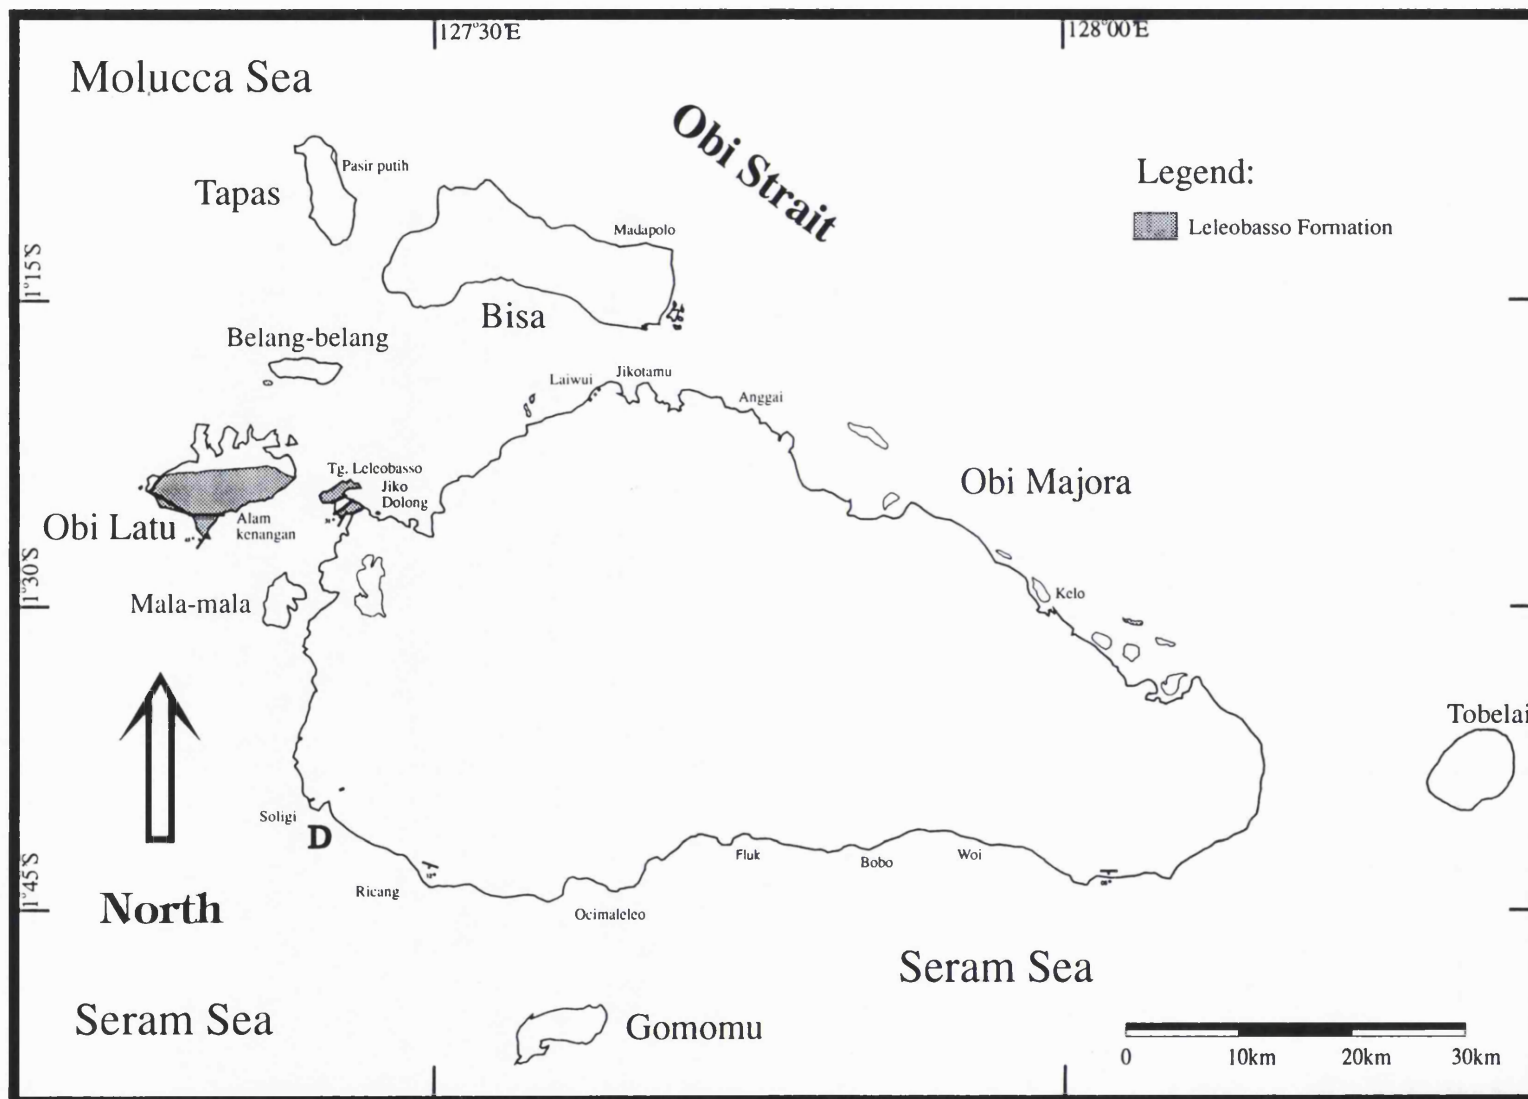 127°30'E
128°00'E
Molucca Sea
Obi Strait
Pasir putih
Tapas
Legend:
Leleobasso Formation
Madapolo
1°15'S
Bisa
Belang-belang
Jikotamu
Laiwui
Anggai
Tg. Leleobasso
Jiko
Dolong
Obi Majora
Obi Latu
Alam
kenangan
1°30'S
Mala-mala
Kelo
Tobelai
Soligi
D
Fluk
Bobo
Woi
1°45'S
Ricang
North
Ocimaleleo
Seram Sea
Seram Sea
Gomomu
0
10km
20km
30km